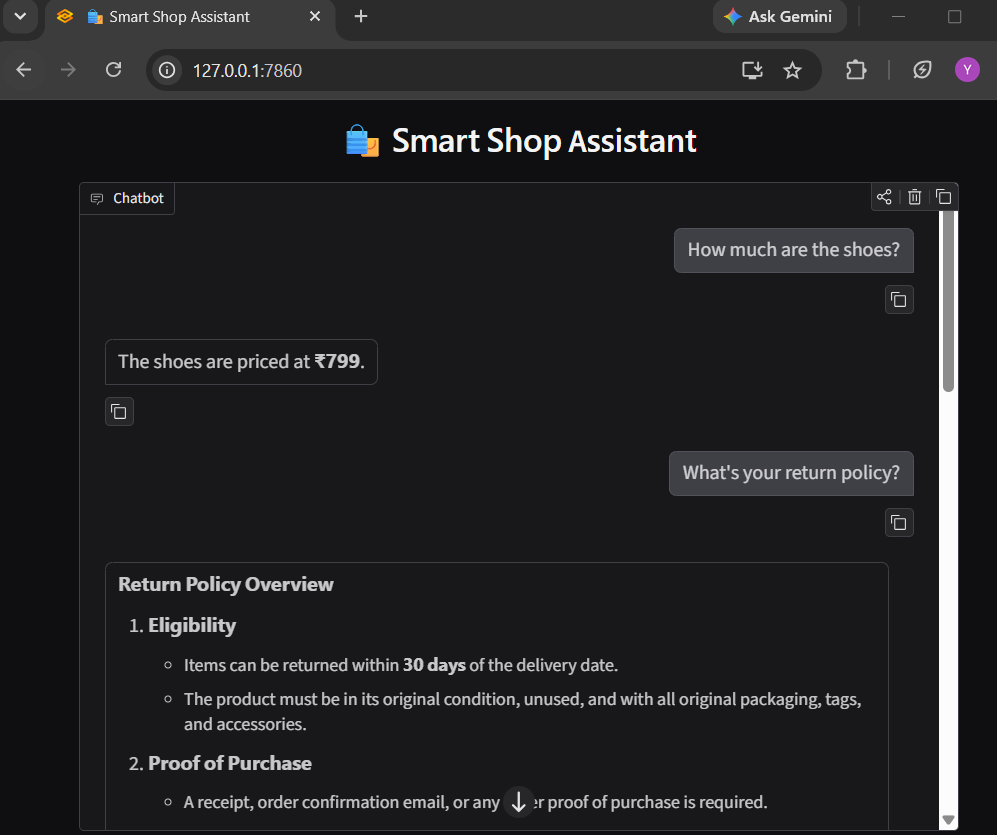 Smart Shop Assistant
Ask Gemini
127.0.0.1:7860
Y
Smart Shop Assistant
Chatbot
How much are the shoes?
The shoes are priced at ₹799.
What's your return policy?
Return Policy Overview
1. Eligibility
Items can be returned within 30 days of the delivery date.
The product must be in its original condition, unused, and with all original packaging, tags,
and accessories.
2. Proof of Purchase
A receipt, order confirmation email, or any proof of purchase is required.